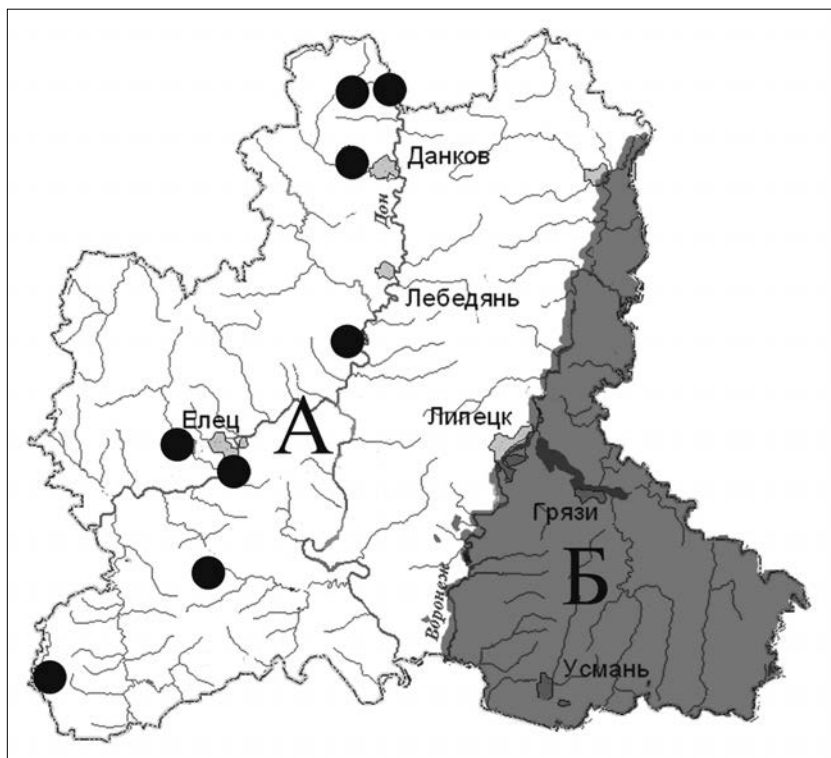 Данков
Дон
Лебедянь
Елец
А
Липецк
Грязи
Б
Воронеж
Усмань